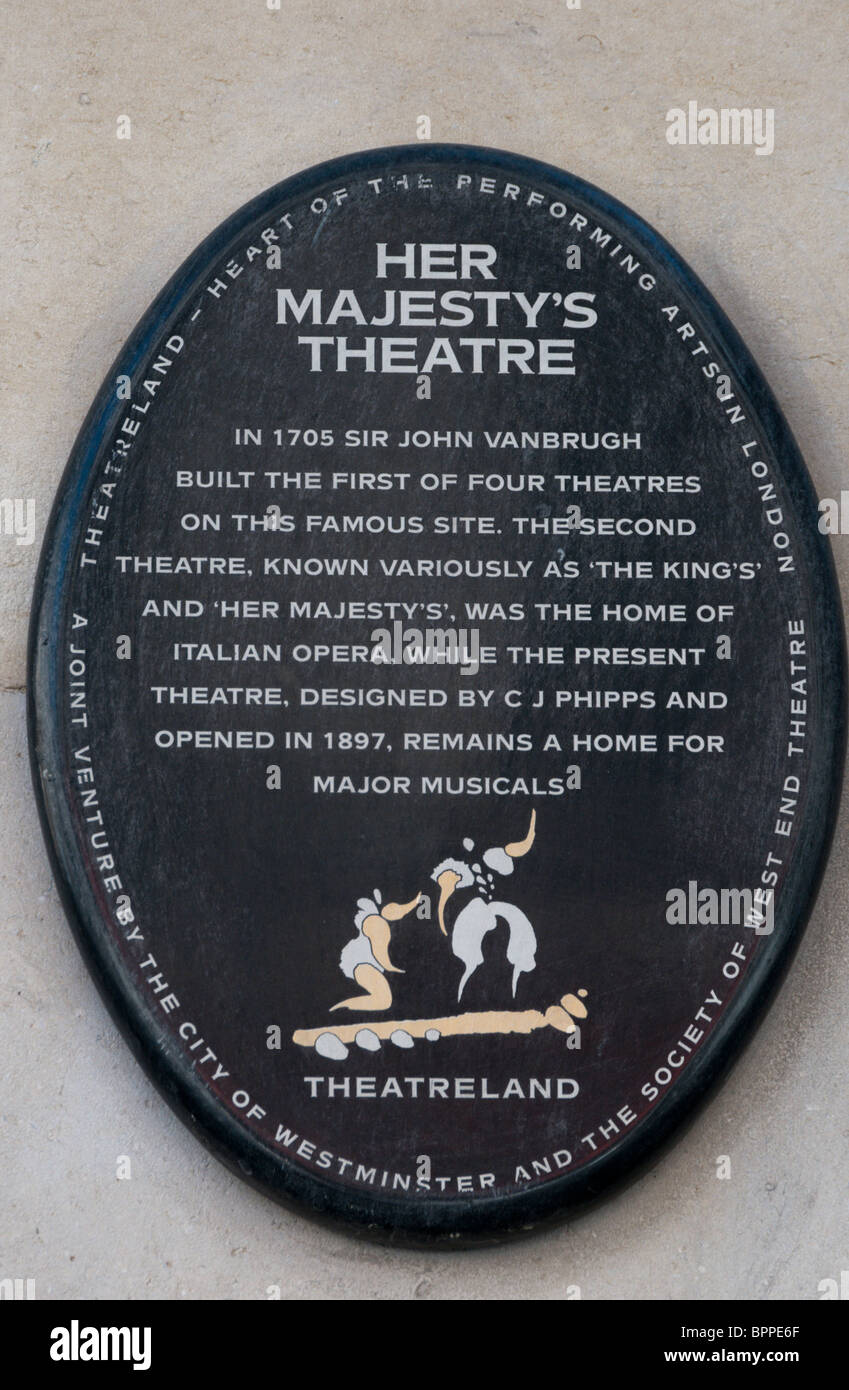 THEATRELAND - HEART OF THE PERFORMING ARTS IN LONDON
HER
MAJESTY'S
THEATRE
IN 1705 SIR JOHN VANBRUGH
BUILT THE FIRST OF FOUR THEATRES
ON THIS FAMOUS SITE. THE SECOND
THEATRE, KNOWN VARIOUSLY AS 'THE KING'S'
AND 'HER MAJESTY'S', WAS THE HOME OF
ITALIAN OPERA, WHILE THE PRESENT
THEATRE, DESIGNED BY C J PHIPPS AND
OPENED IN 1897, REMAINS A HOME FOR
MAJOR MUSICALS
THEATRELAND
A JOINT VENTURE BY THE CITY OF WESTMINSTER AND THE SOCIETY OF WEST END THEATRE
alamy
alamy
alamy
a
a
a
a
a
a
a
a
a
a
a
a
alamy
Image ID: BPPE6F
www.alamy.com